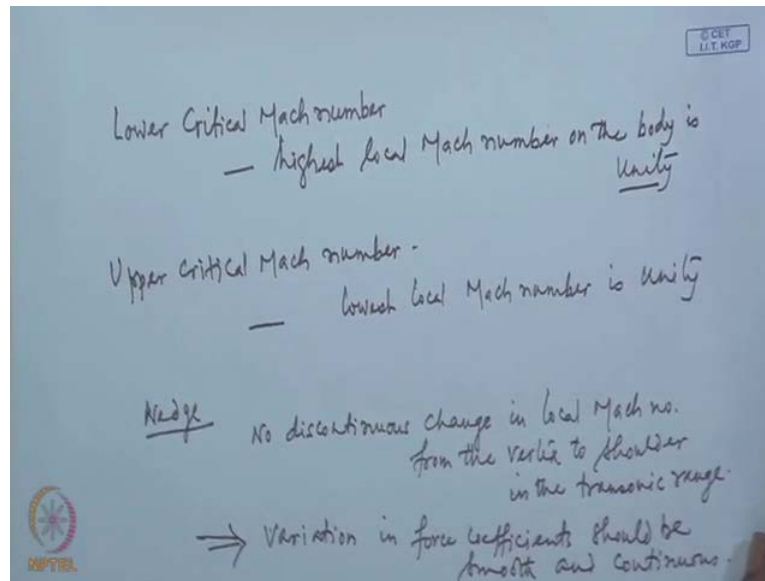 © CET
I.I.T. KGP
Lower Critical Mach number
— highest local Mach number on the body is
Unity
Upper critical Mach number.
— lowest local Mach number is unity
Wedge No discontinuous change in local Mach no.
from the vertex to shoulder
in the transonic range.
⇒ Variation in force coefficients should be
smooth and continuous.
NPTEL